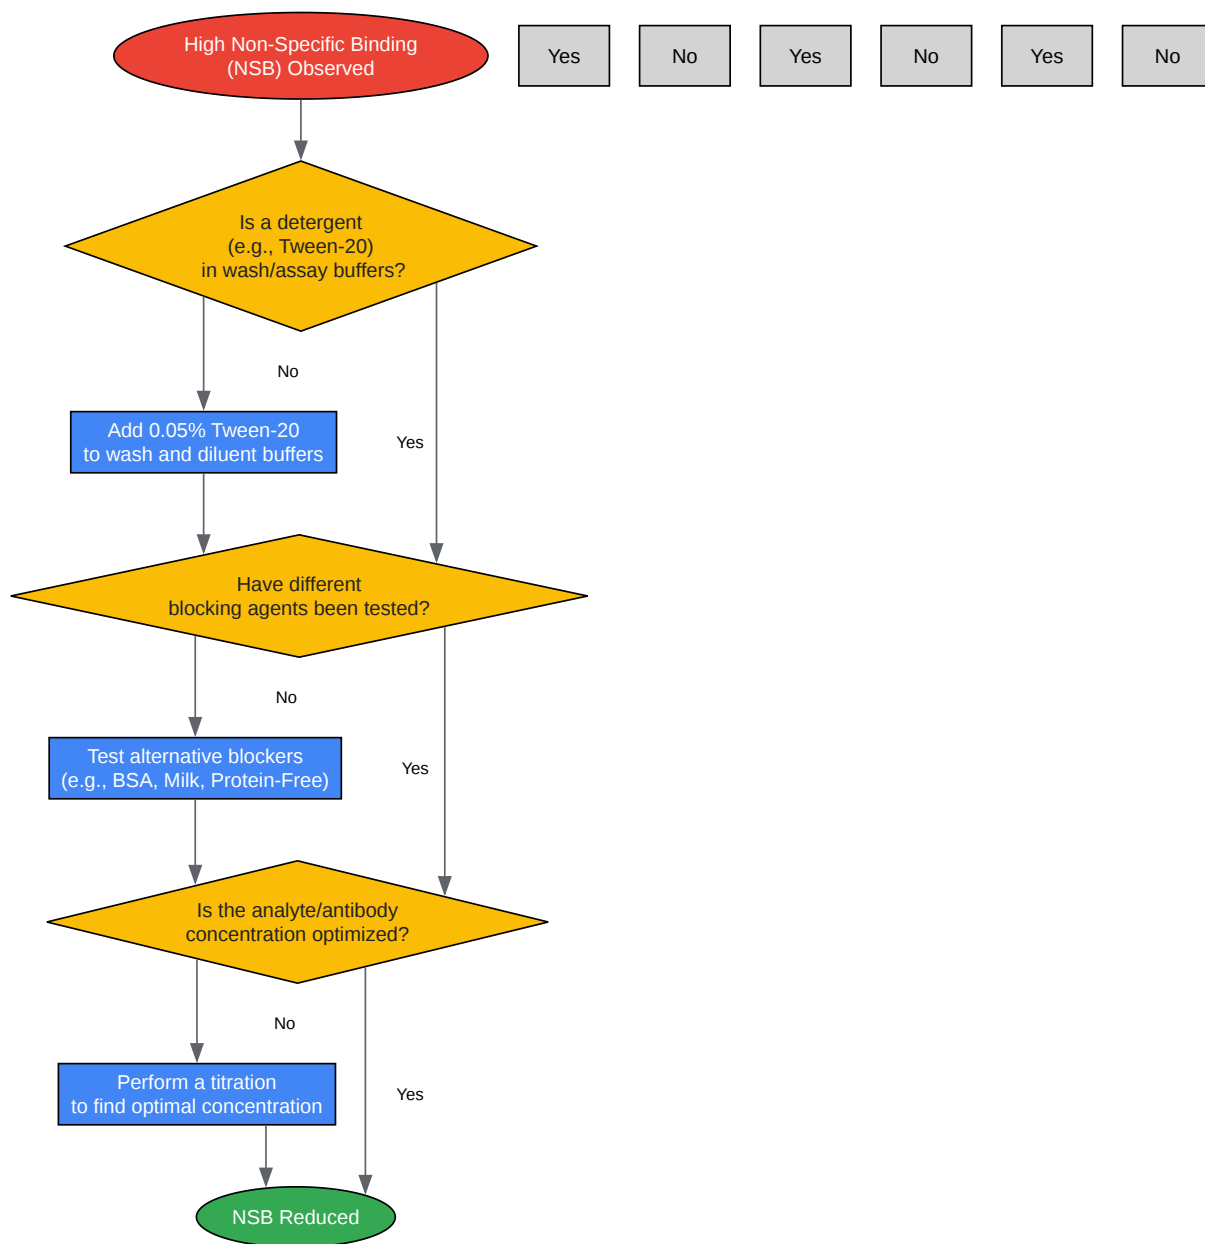 High Non-Specific Binding
(NSB) Observed
Yes
No
Yes
No
Yes
No
Is a detergent
(e.g., Tween-20)
in wash/assay buffers?
No
Add 0.05% Tween-20
to wash and diluent buffers
Yes
Have different
blocking agents been tested?
No
Test alternative blockers
(e.g., BSA, Milk, Protein-Free)
Yes
Is the analyte/antibody
concentration optimized?
No
Perform a titration
to find optimal concentration
Yes
NSB Reduced